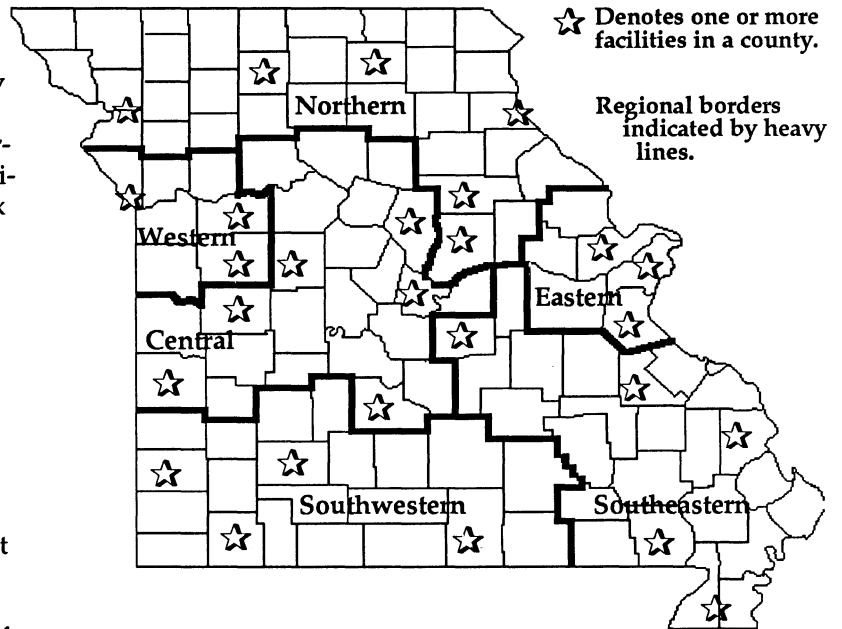 Denotes one or more
facilities in a county.
Regional borders
indicated by heavy
lines.
Northern
Western
Central
Eastern
Southwestern
Southeastern